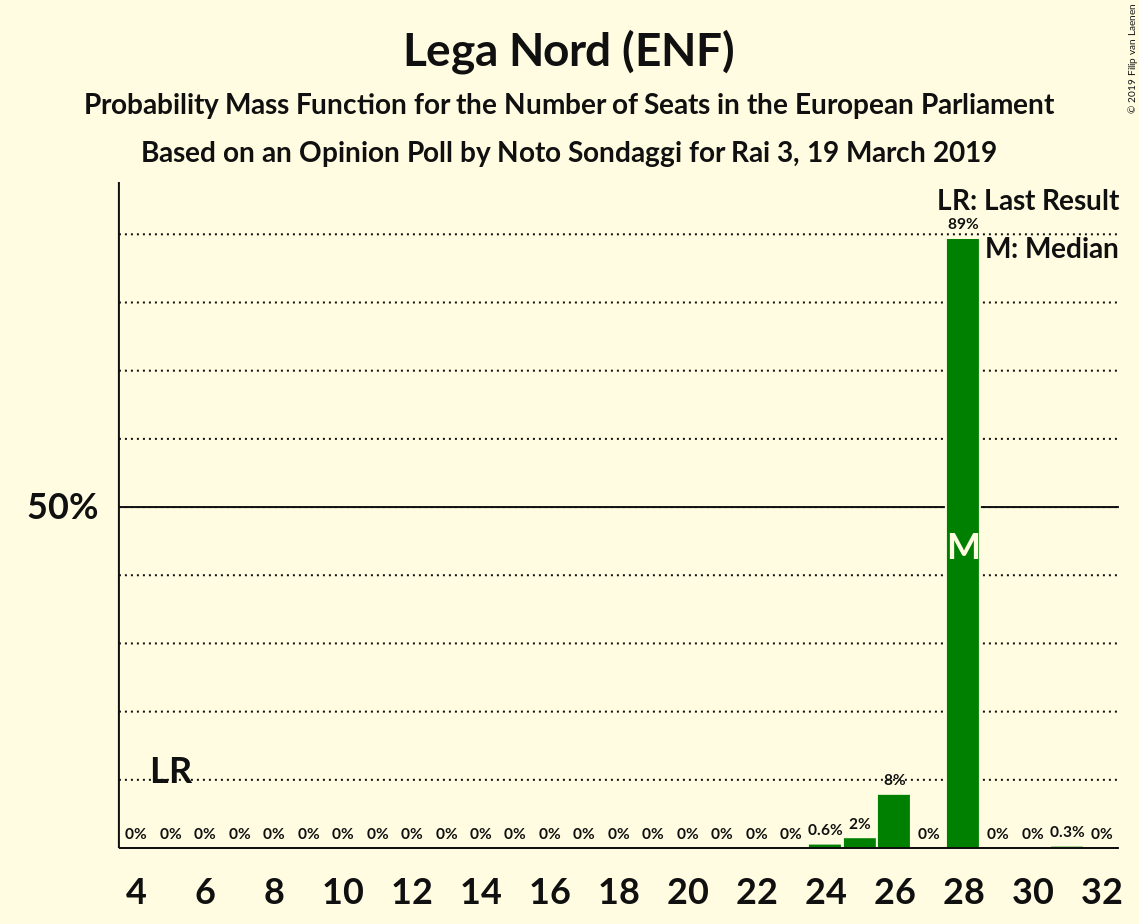 Lega Nord (ENF)
Probability Mass Function for the Number of Seats in the European Parliament
Based on an Opinion Poll by Noto Sondaggi for Rai 3, 19 March 2019
© 2019 Filip van Laenen
LR: Last Result
M: Median
89%
50%
M
LR
0% 0% 0% 0% 0% 0% 0% 0% 0% 0% 0% 0% 0% 0% 0% 0% 0% 0% 0% 0% 0.6% 2% 8% 0% 0% 0% 0.3% 0%
4 6 8 10 12 14 16 18 20 22 24 26 28 30 32